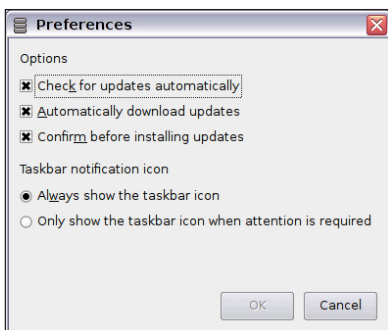 Preferences
Options
Check for updates automatically
Automatically download updates
Confirm before installing updates
Taskbar notification icon
Always show the taskbar icon
Only show the taskbar icon when attention is required
OK Cancel